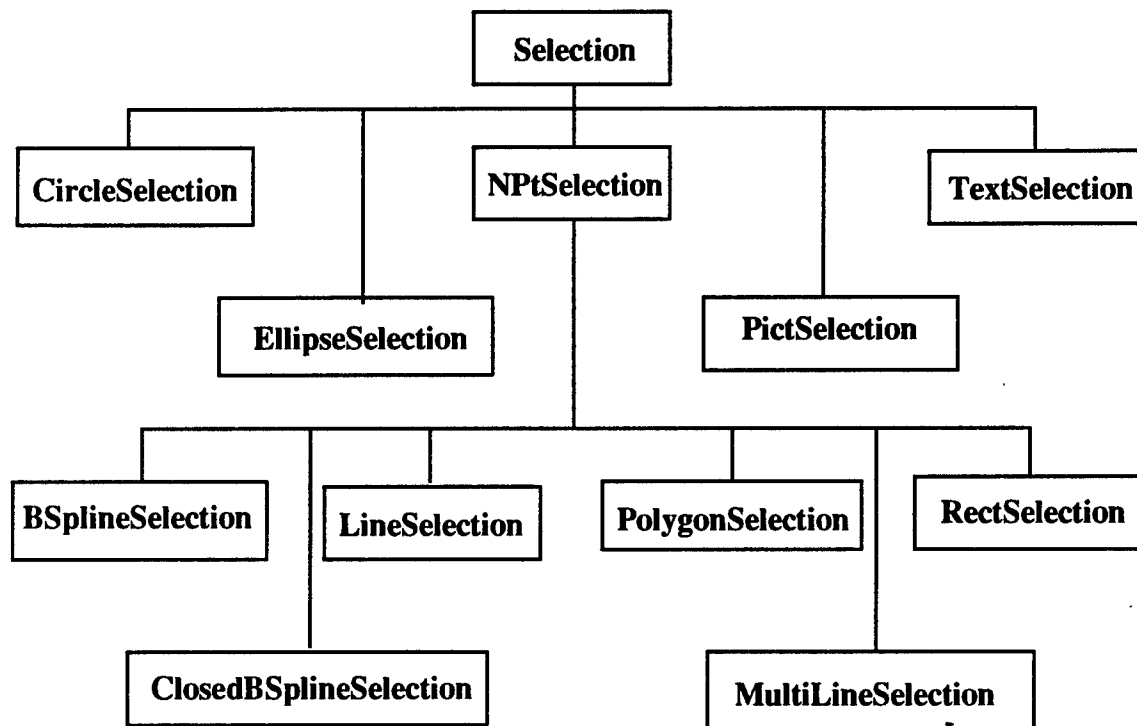 Selection
CircleSelection
NPtSelection
TextSelection
EllipseSelection
PictSelection
BSplineSelection
LineSelection
PolygonSelection
RectSelection
ClosedBSplineSelection
MultiLineSelection